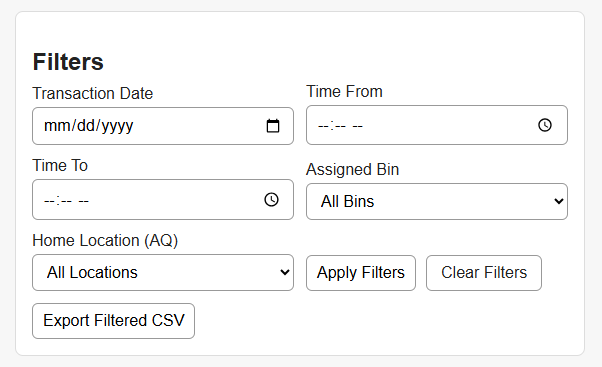 Filters
Transaction Date
Time From
mm/dd/yyyy
--:-- --
Time To
Assigned Bin
--:-- --
All Bins
Home Location (AQ)
All Locations
Apply Filters
Clear Filters
Export Filtered CSV